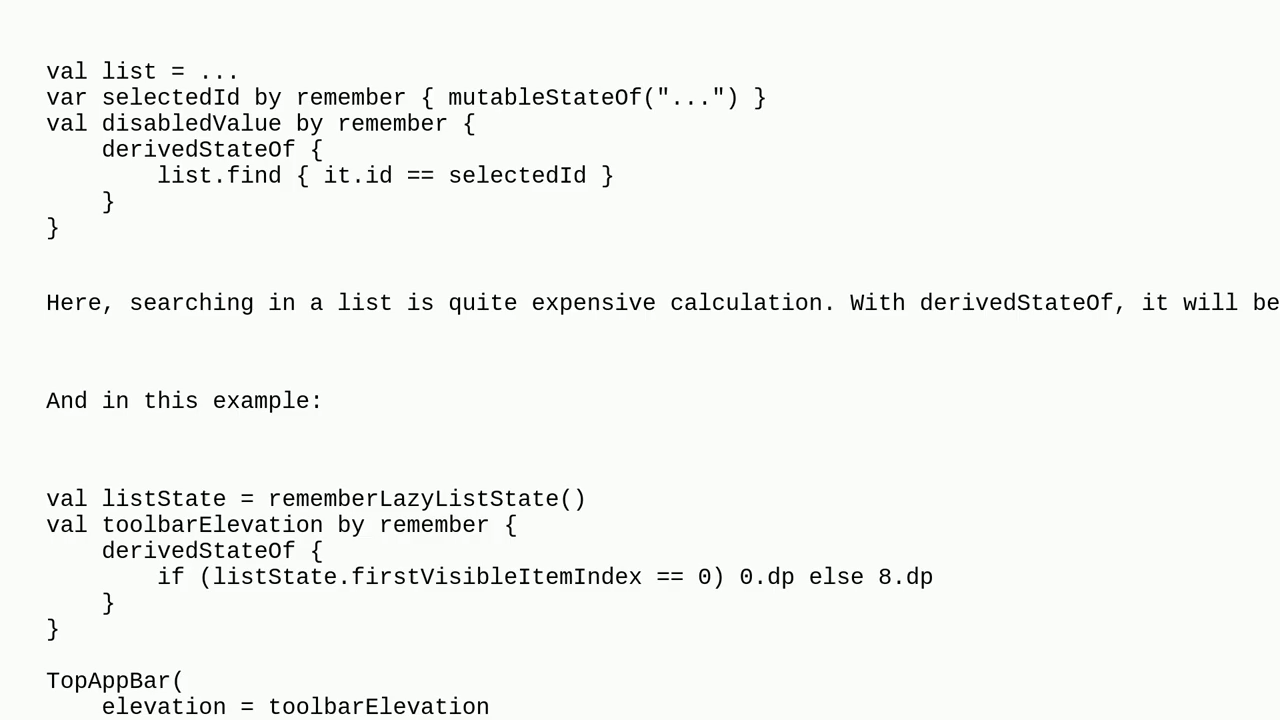 val list = ...
var selectedId by remember { mutableStateOf("...") }
val disabledValue by remember {
    derivedStateOf {
        list.find { it.id == selectedId }
    }
}
Here, searching in a list is quite expensive calculation. With derivedStateOf, it will be
And in this example:
val listState = rememberLazyListState()
val toolbarElevation by remember {
    derivedStateOf {
        if (listState.firstVisibleItemIndex == 0) 0.dp else 8.dp
    }
}
TopAppBar(
    elevation = toolbarElevation